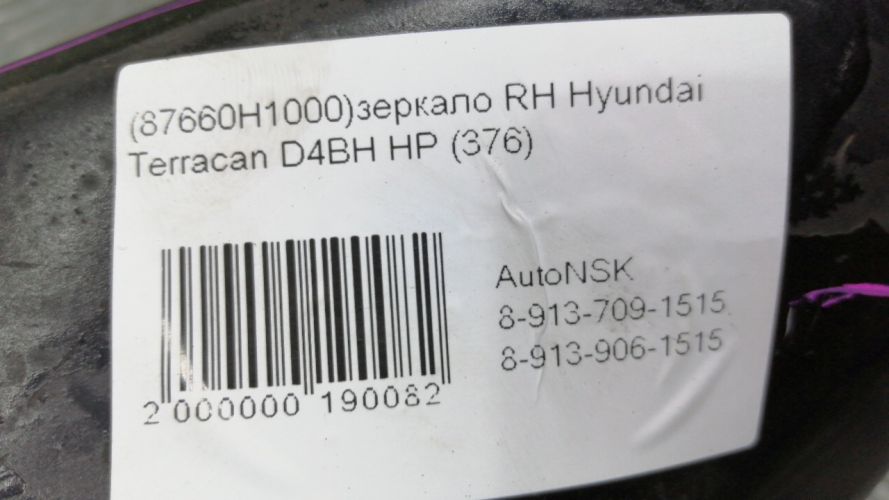 (87660H1000)зеркало RH Hyundai
Terracan D4BH HP (376)
AutoNSK
8-913-709-1515
8-913-906-1515
2 000000 190082